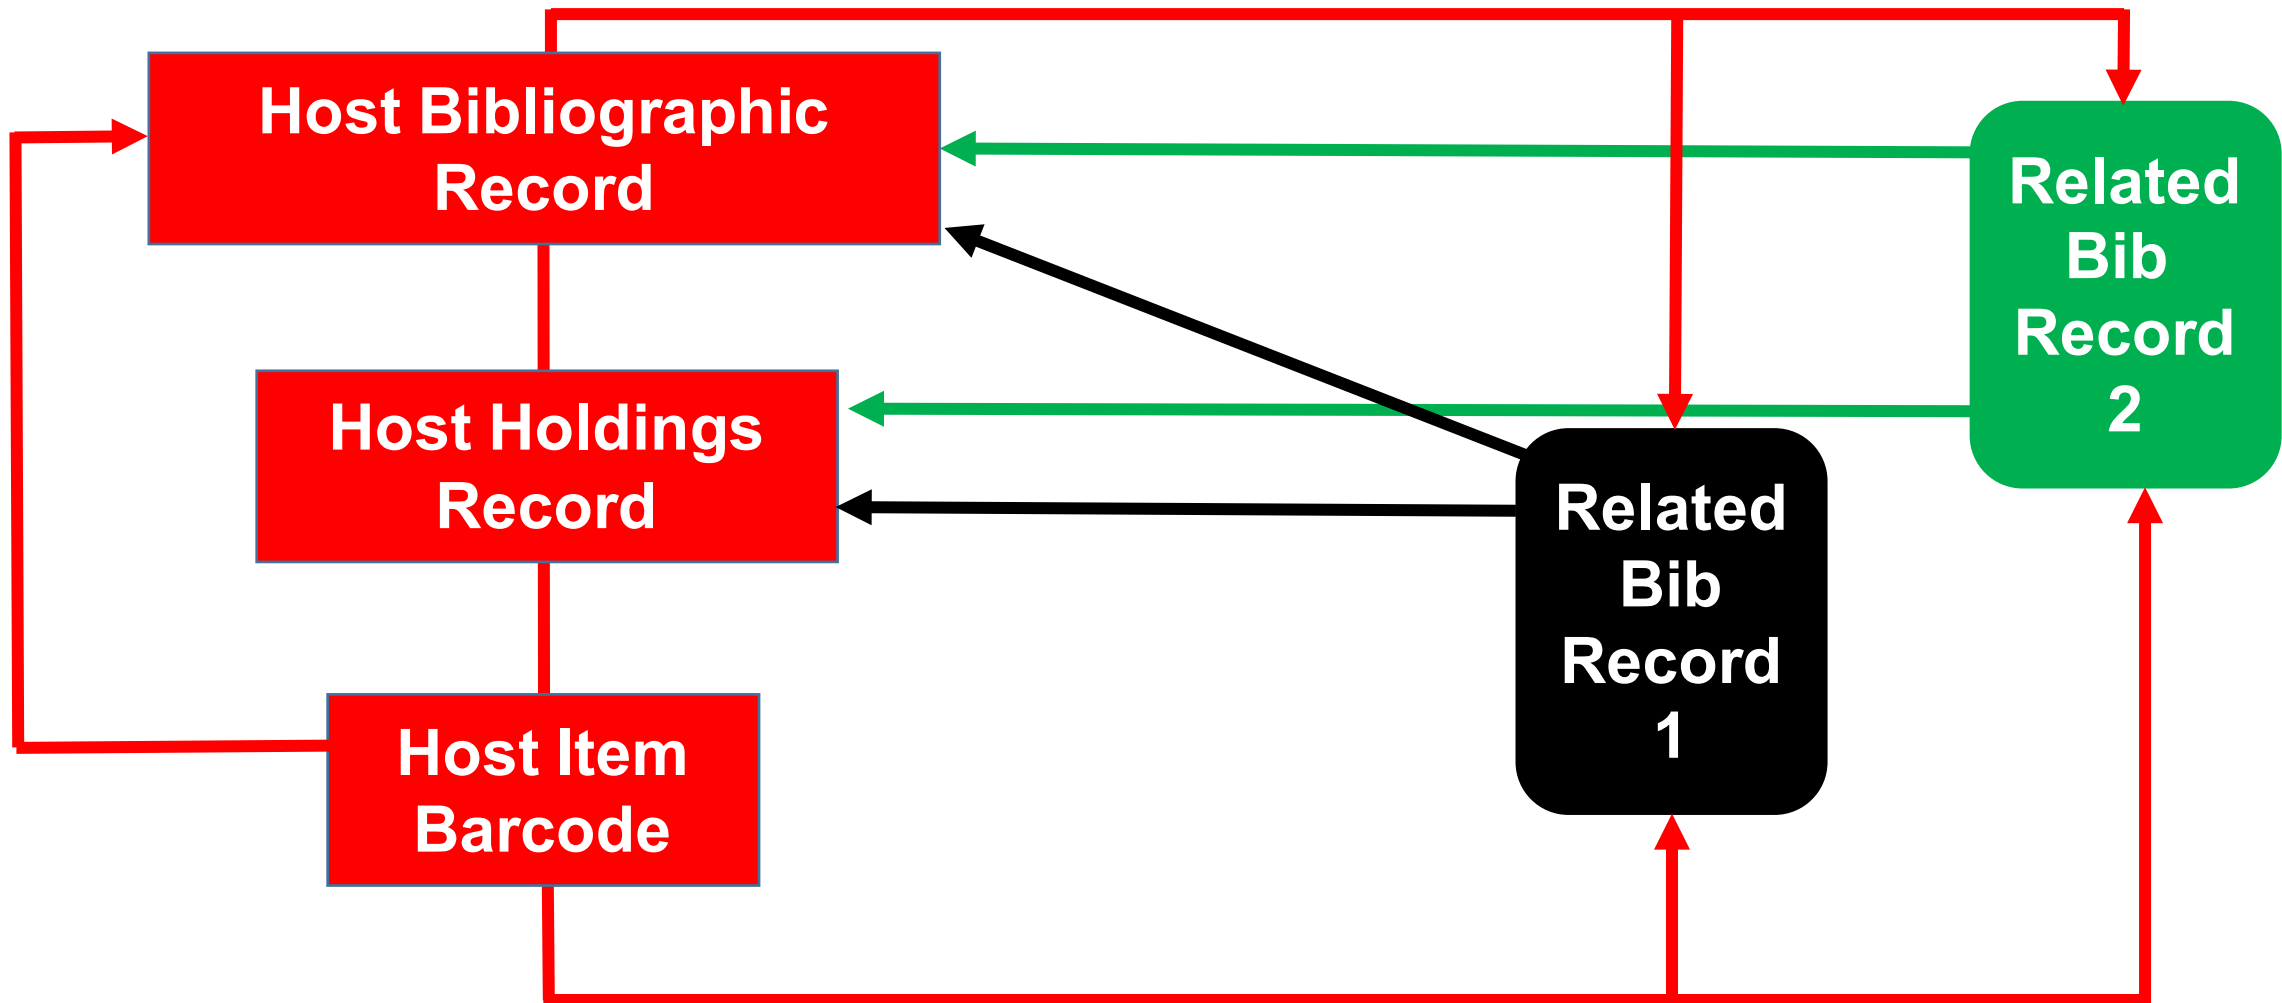 Host Bibliographic
Record
Host Holdings
Record
Host Item
Barcode
Related
Bib
Record
1
Related
Bib
Record
2